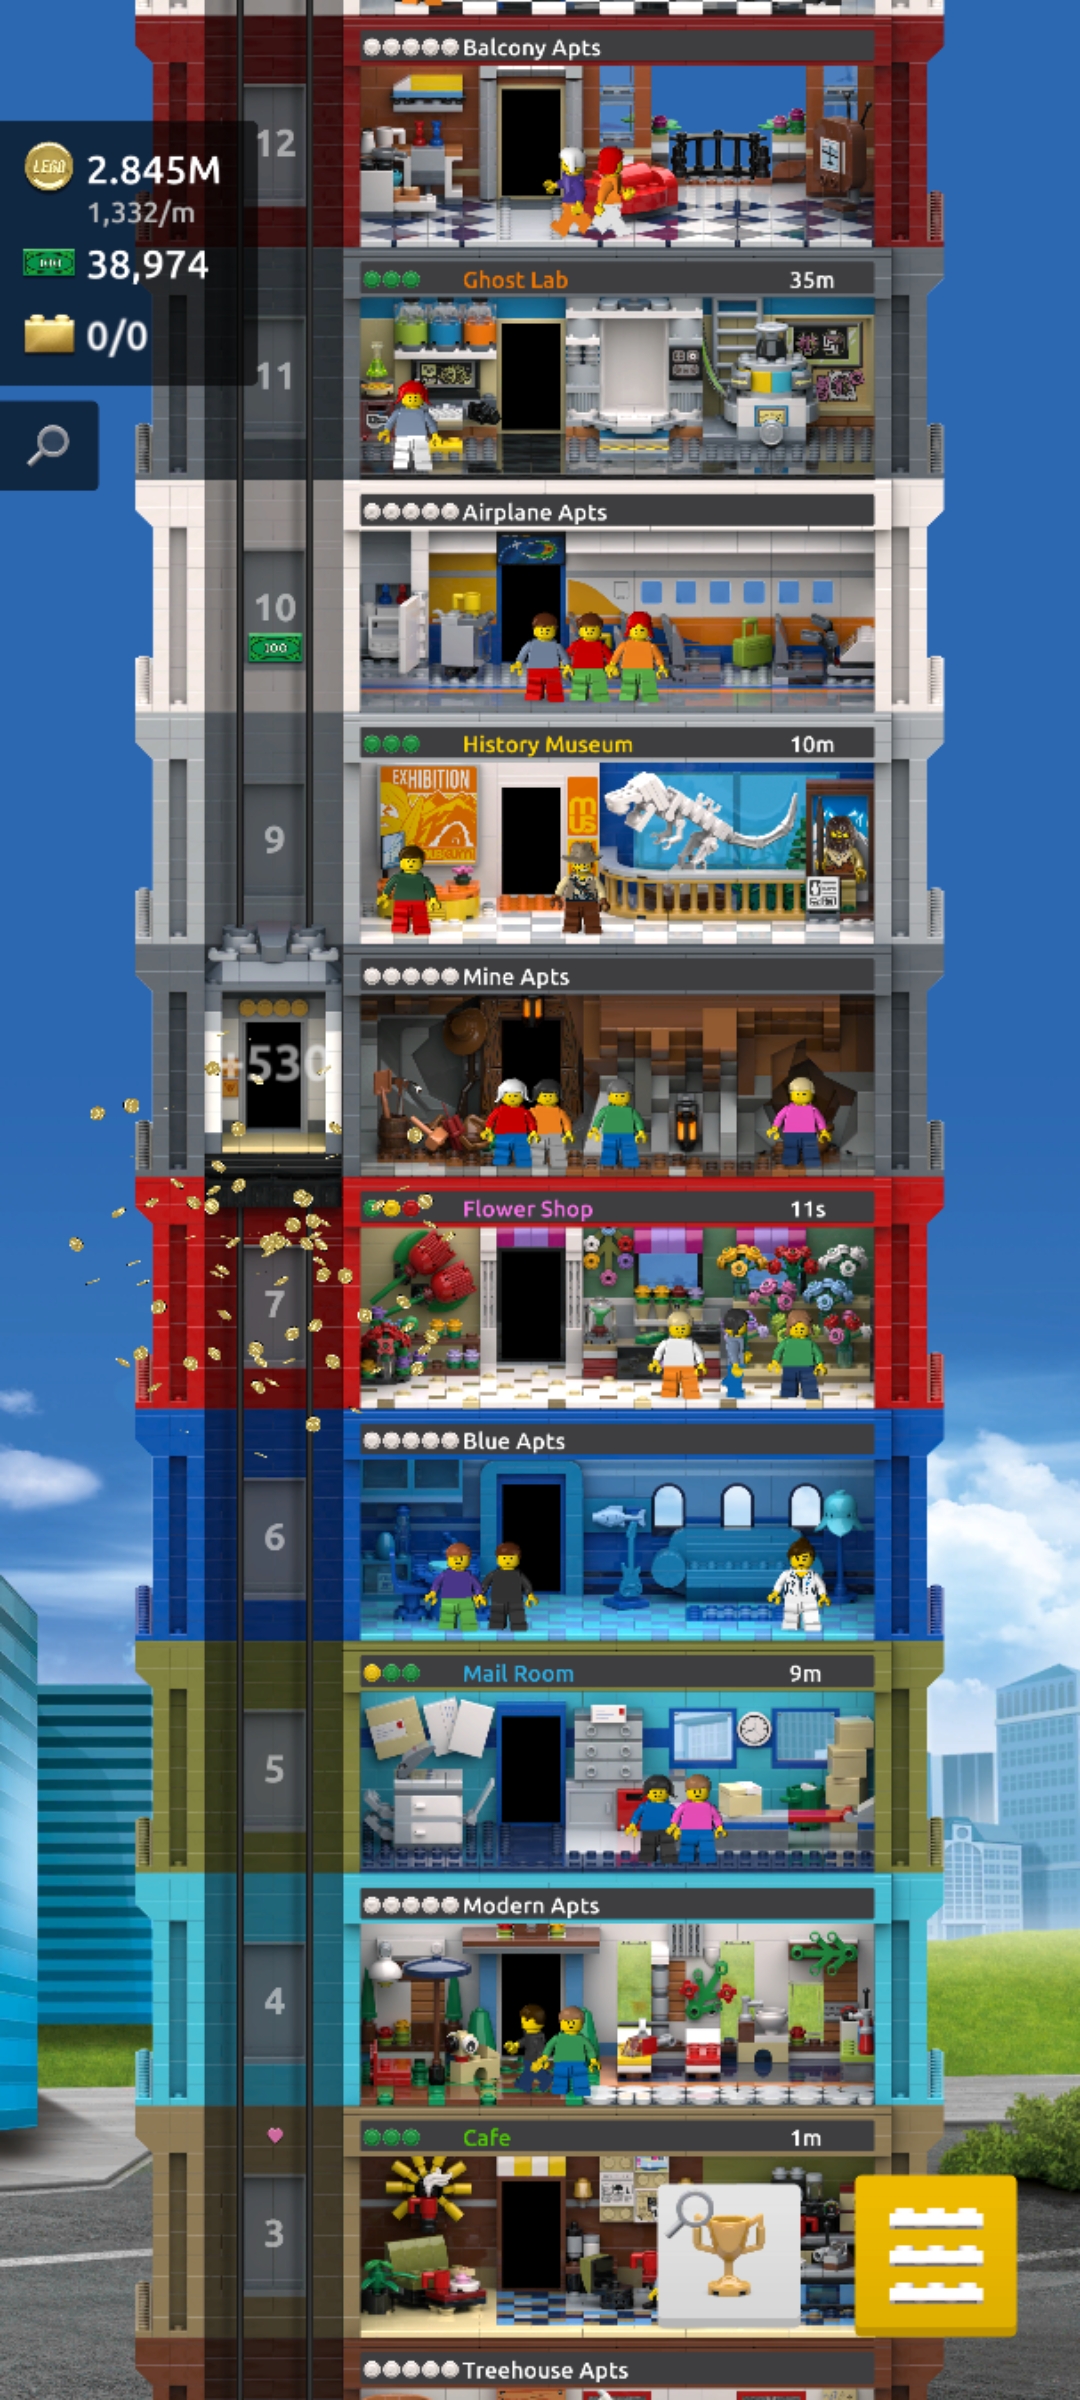 Balcony Apts
12
LEGO
2.845M
1,332/m
38,974
0/0
Ghost Lab 35m
11
Airplane Apts
10
100
History Museum 10m
EXHIBITION
9
Mine Apts
+530
Flower Shop 11s
7
Blue Apts
6
Mail Room 9m
5
Modern Apts
4
Cafe 1m
3
Treehouse Apts